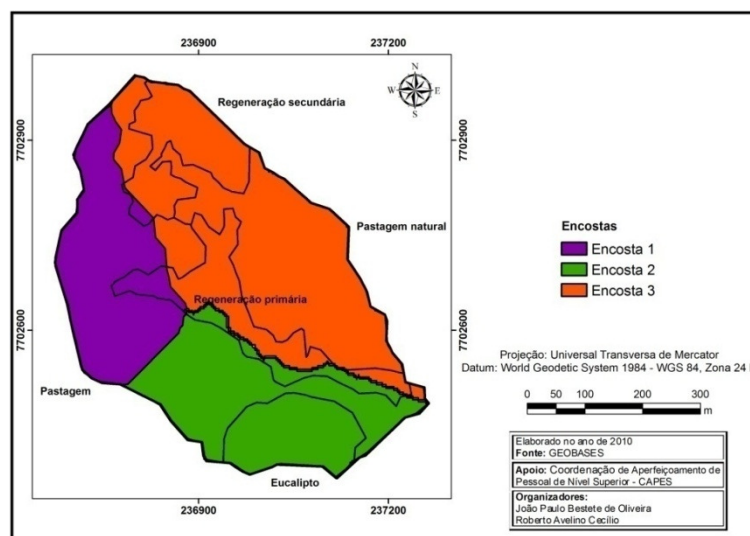 236900 237200
N
W E
S
Regeneração secundária
7702900 7702900
Pastagem natural
Encostas
Encosta 1
Encosta 2
Encosta 3
Regeneração primária
7702600 7702600
Projeção: Universal Transversa de Mercator
Datum: World Geodetic System 1984 - WGS 84, Zona 24
Pastagem
0 50 100 200 300
m
Elaborado no ano de 2010
Fonte: GEOBASES
Apoio: Coordenação de Aperfeiçoamento de
Pessoal de Nível Superior - CAPES
Eucalipto
Organizadores:
João Paulo Bestete de Oliveira
Roberto Avelino Cecílio
236900 237200